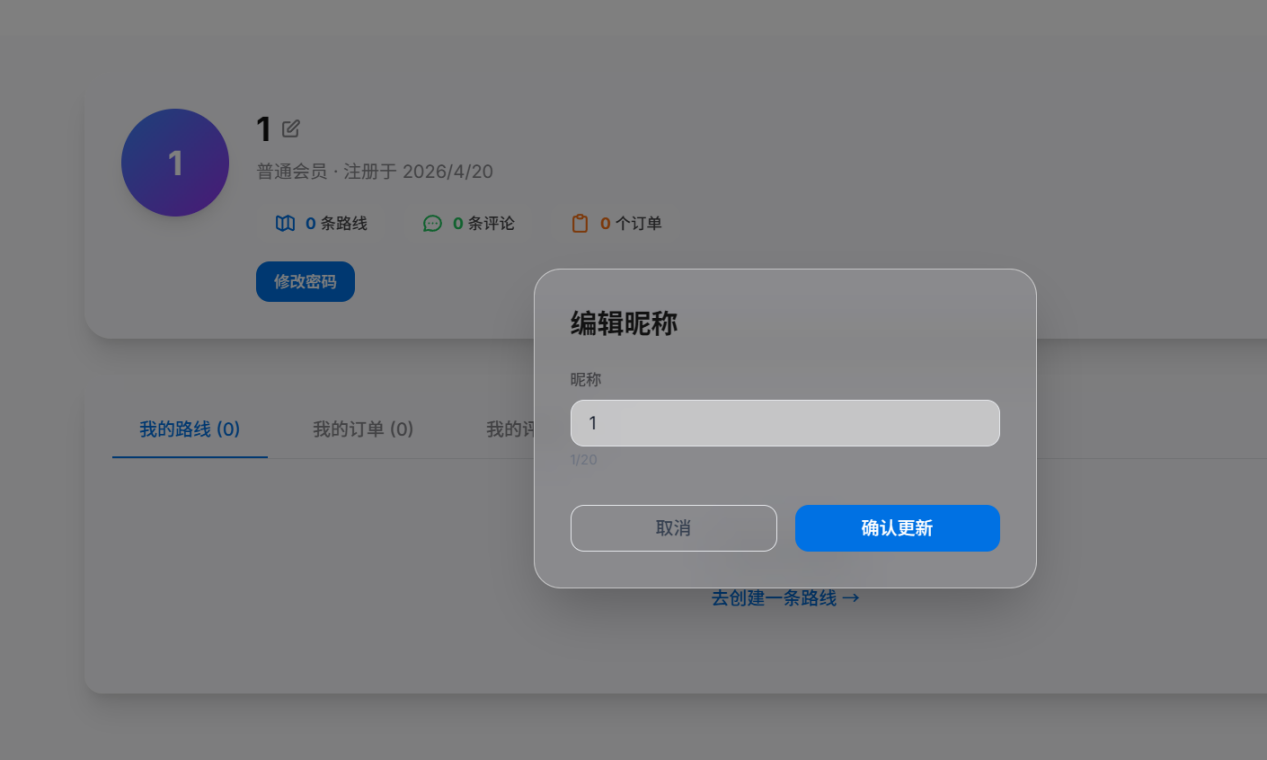 1
1
普通会员 · 注册于 2026/4/20
0 条路线
0 条评论
0 个订单
修改密码
编辑昵称
昵称
1
1/20
取消
确认更新
我的路线 (0)
我的订单 (0)
我的评
去创建一条路线 →